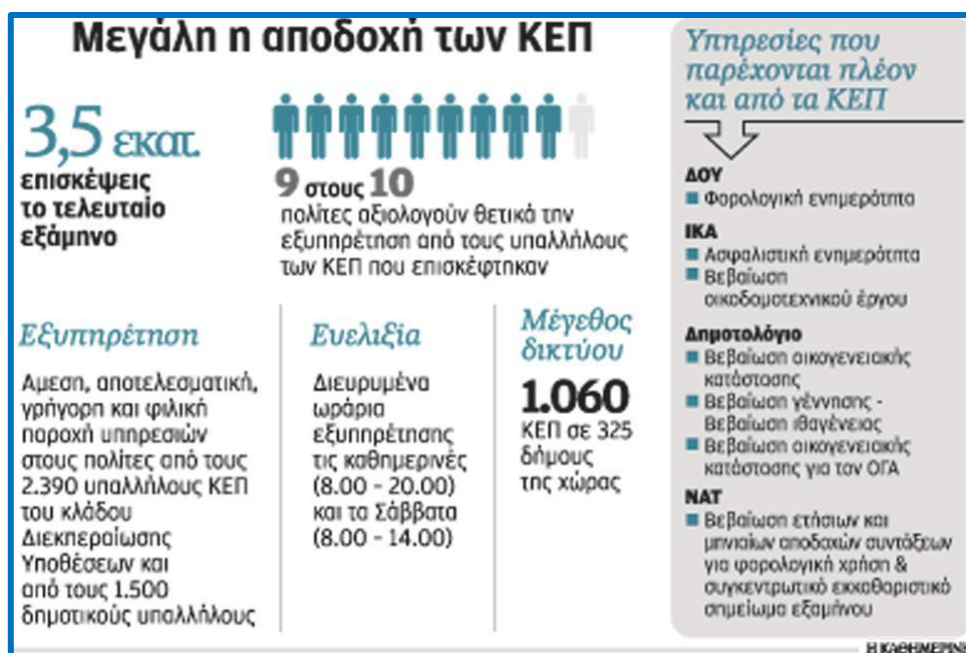 Μεγάλη η αποδοχή των ΚΕΠ
3,5 εκατ.
επισκέψεις
το τελευταίο
εξάμηνο
9 στους 10
πολίτες αξιολογούν θετικά την
εξυπηρέτηση από τους υπαλλήλους
των ΚΕΠ που επισκέφτηκαν
Εξυπηρέτηση
Αμεση, αποτελεσματική,
γρήγορη και φιλική
παροχή υπηρεσιών
στους πολίτες από τους
2.390 υπαλλήλους ΚΕΠ
του κλάδου
Διεκπεραίωσης
Υποθέσεων και
από τους 1.500
δημοτικούς υπαλλήλους
Ευελιξία
Διευρυμένα
ωράρια
εξυπηρέτησης
τις καθημερινές
(8.00 - 20.00)
και τα Σάββατα
(8.00 - 14.00)
Μέγεθος
δικτύου
1.060
ΚΕΠ σε 325
δήμους
της χώρας
Υπηρεσίες που
παρέχονται πλέον
και από τα ΚΕΠ
ΔΟΥ
Φορολογική ενημερότητα
ΙΚΑ
Ασφαλιστική ενημερότητα
Βεβαίωση
οικοδομοτεχνικού έργου
Δημοτολόγιο
Βεβαίωση οικογενειακής
κατάστασης
Βεβαίωση γέννησης -
Βεβαίωση ιθαγένειας
Βεβαίωση οικογενειακής
κατάστασης για τον ΟΓΑ
ΝΑΤ
Βεβαίωση ετήσιων και
μηνιαίων αποδαχών συντάξεων
για φορολογική χρήση &
συγκεντρωτικό εκκαθαριστικό
σημείωμα εξαμήνου
Η ΚΑΘΗΜΕΡΙΝΗ